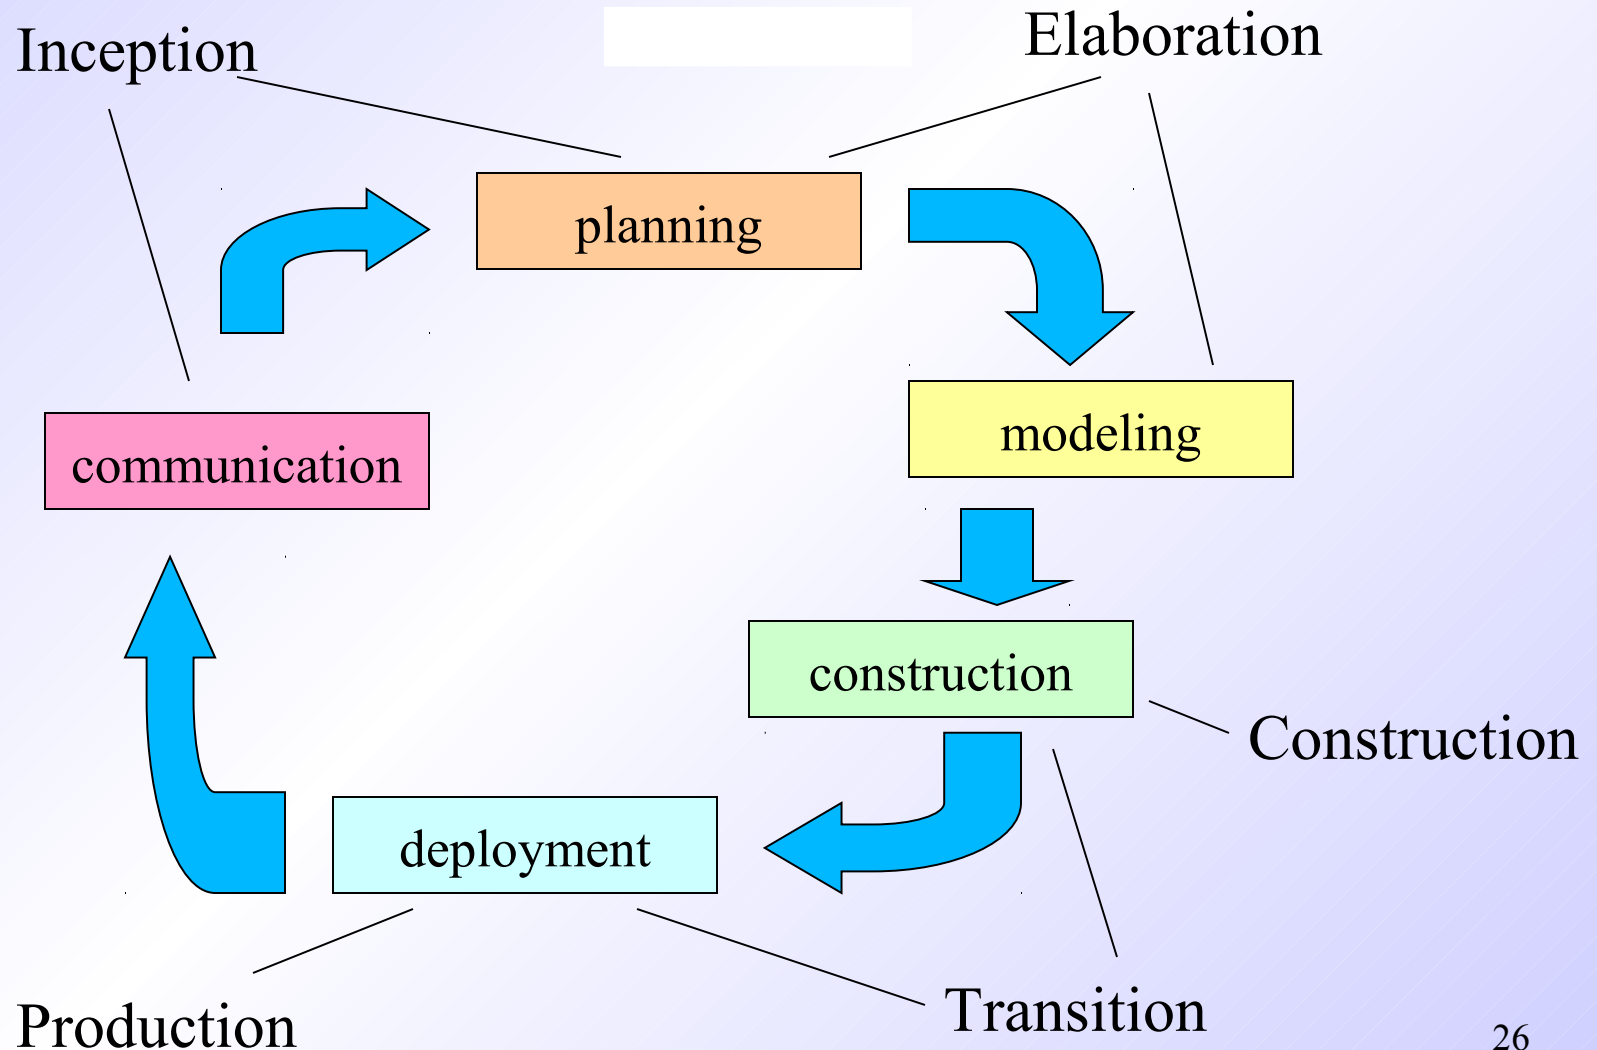 Inception
Elaboration
planning
modeling
communication
construction
Construction
deployment
Transition
Production
26